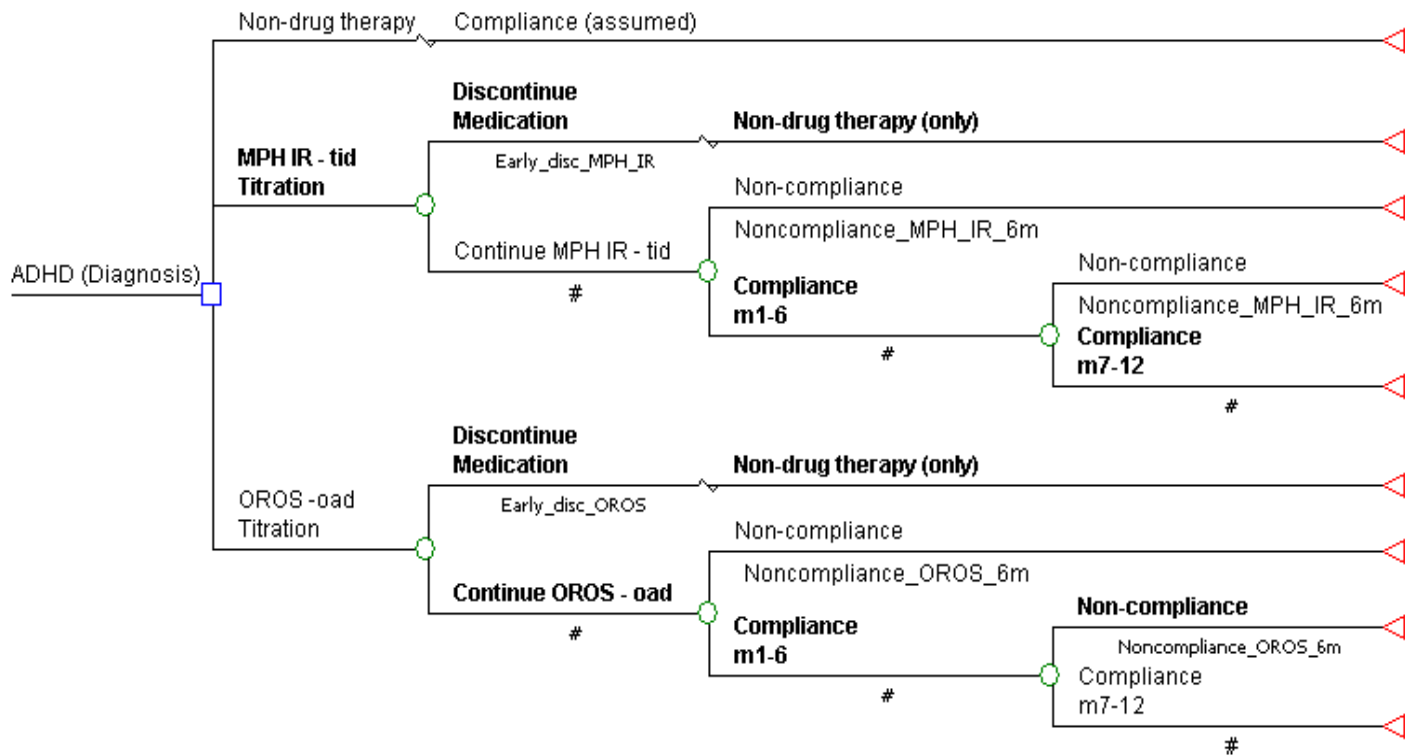 Non-drug therapy
Compliance (assumed)
Discontinue
Medication
Non-drug therapy (only)
Early_disc_MPH_IR
MPH IR - tid
Titration
Non-compliance
Noncompliance_MPH_IR_6m
Continue MPH IR - tid
#
Compliance
m1-6
#
Non-compliance
Noncompliance_MPH_IR_6m
Compliance
m7-12
#
ADHD (Diagnosis)
Discontinue
Medication
Non-drug therapy (only)
Early_disc_OROS
OROS -oad
Titration
Non-compliance
Noncompliance_OROS_6m
Continue OROS - oad
#
Compliance
m1-6
#
Non-compliance
Noncompliance_OROS_6m
Compliance
m7-12
#